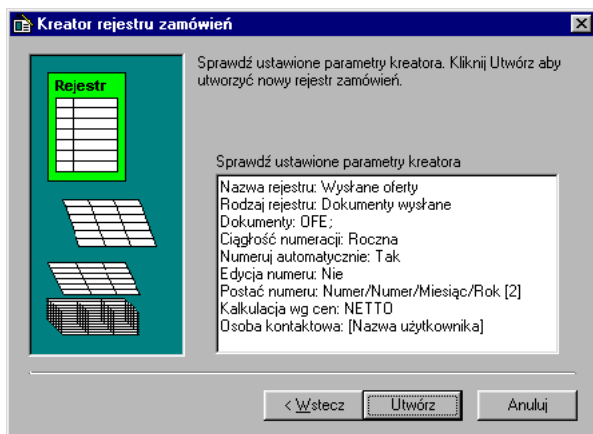 Kreator rejestru zamówień
Sprawdź ustawione parametry kreatora. Kliknij Utwórz aby
utworzyć nowy rejestr zamówień.
Rejestr
Sprawdź ustawione parametry kreatora
Nazwa rejestru: Wysłane oferty
Rodzaj rejestru: Dokumenty wysłane
Dokumenty: OFE;
Ciągłość numeracji: Roczna
Numeruj automatycznie: Tak
Edycja numeru: Nie
Postać numeru: Numer/Numer/Miesiąc/Rok [2]
Kalkulacja wg cen: NETTO
Osoba kontaktowa: [Nazwa użytkownika]
< Wstecz
Utwórz
Anuluj